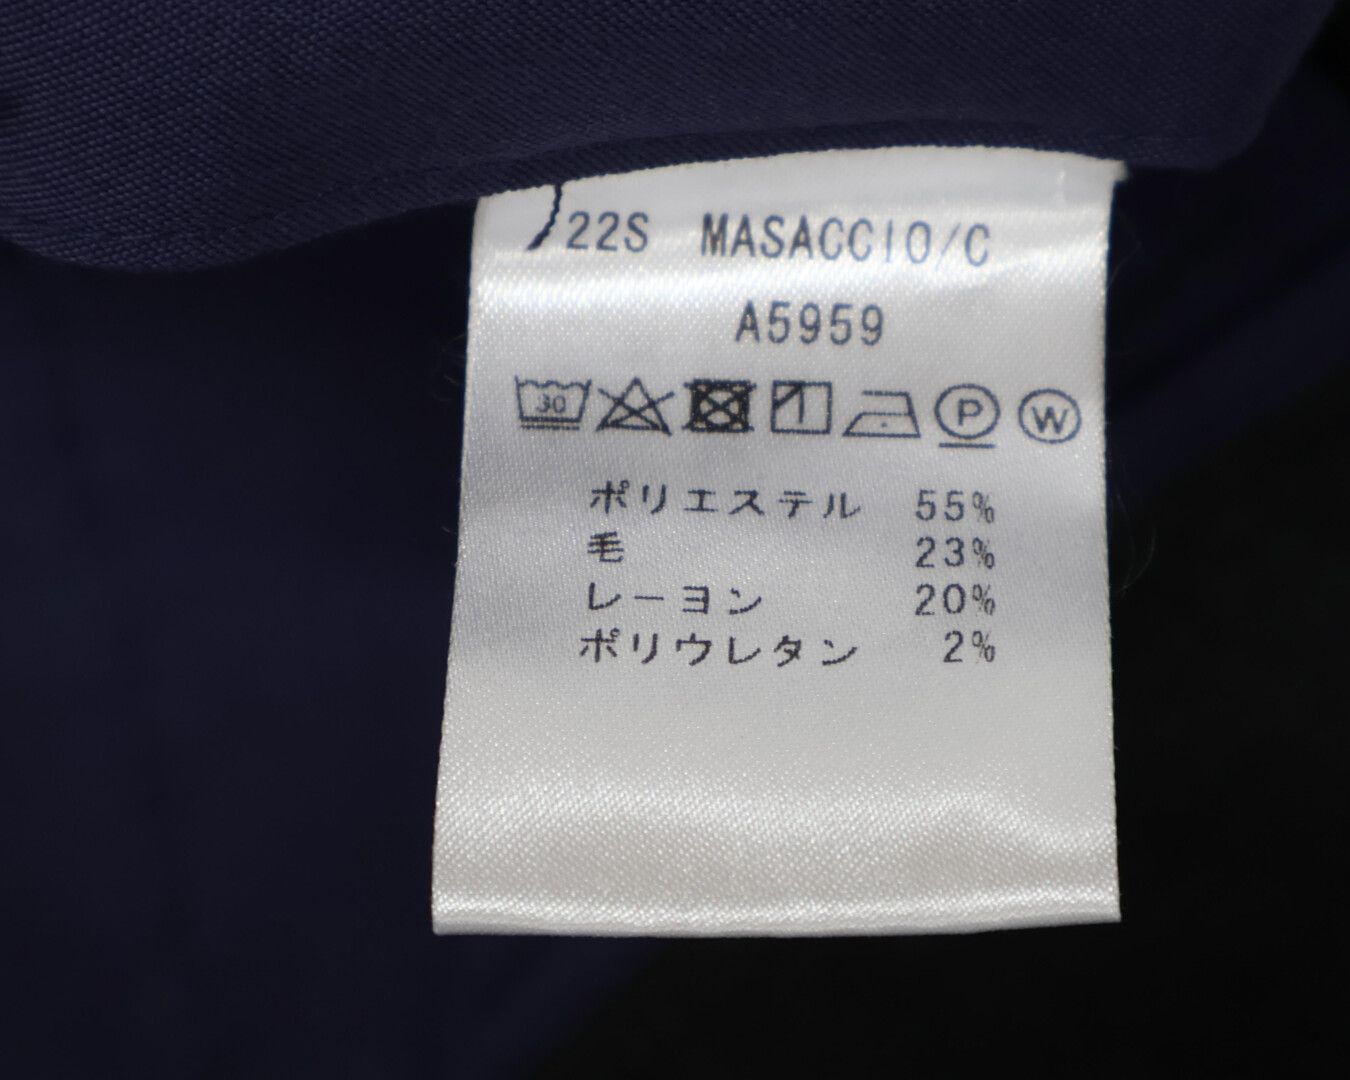 22S MASACCIO/C
A5959
30 P W
ポリエステル 55%
毛 23%
レーヨン 20%
ポリウレタン 2%